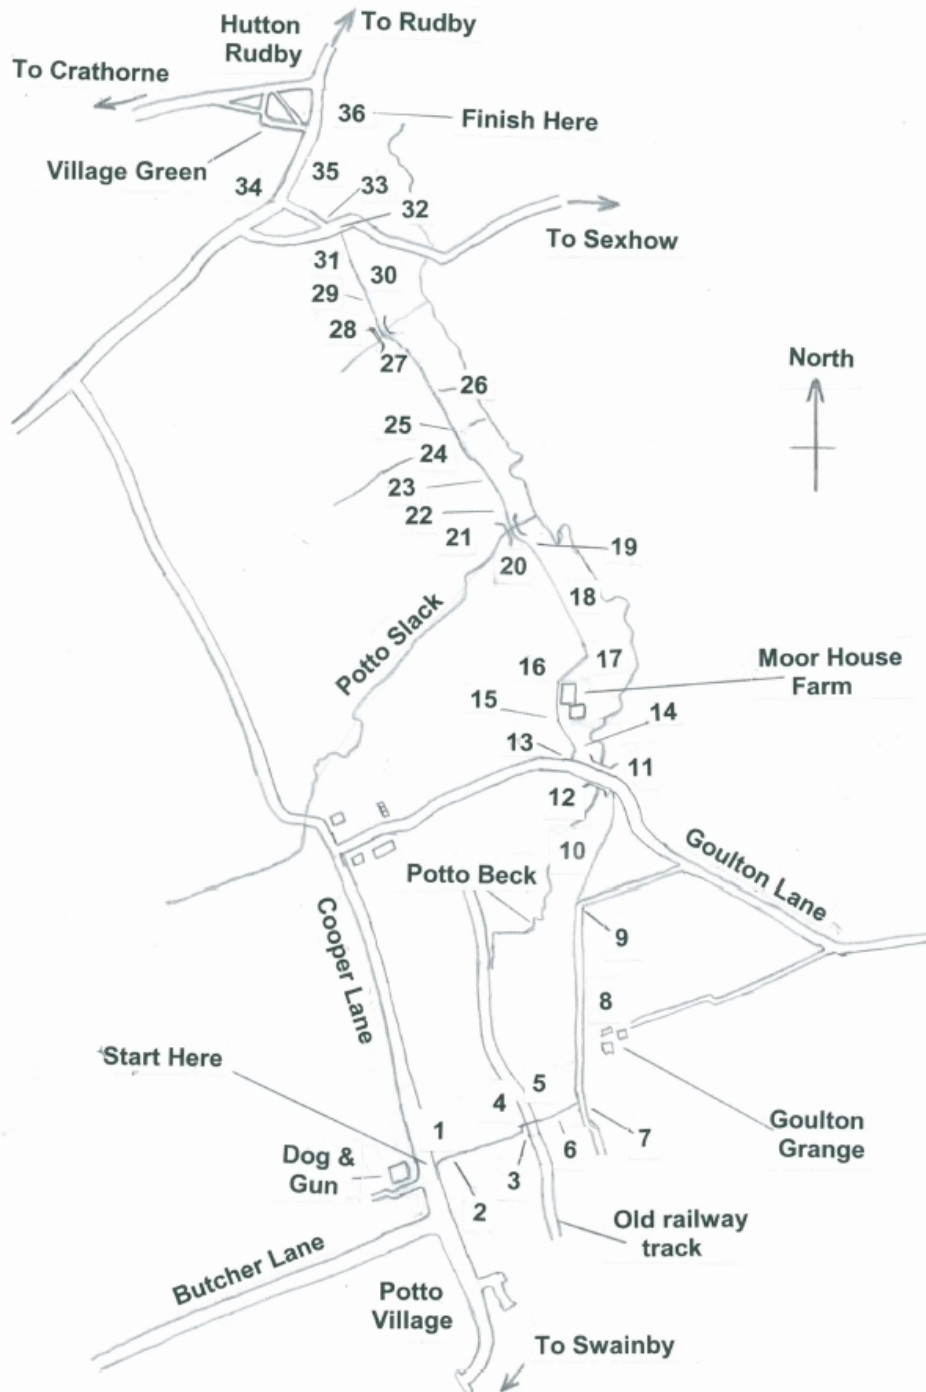 Hutton
Rudby
To Rudby
To Crathorne
36
Finish Here
Village Green
35
34
33
32
To Sexhow
31
30
29
28
27
North
26
25
24
23
22
21
19
20
18
Potto Slack
17
16
Moor House
Farm
15
14
13
11
12
10
Goulton Lane
Potto Beck
Cooper Lane
9
8
Start Here
5
4
Goulton
Grange
1
7
6
Dog &
Gun
3
2
Old railway
track
Butcher Lane
Potto
Village
To Swainby